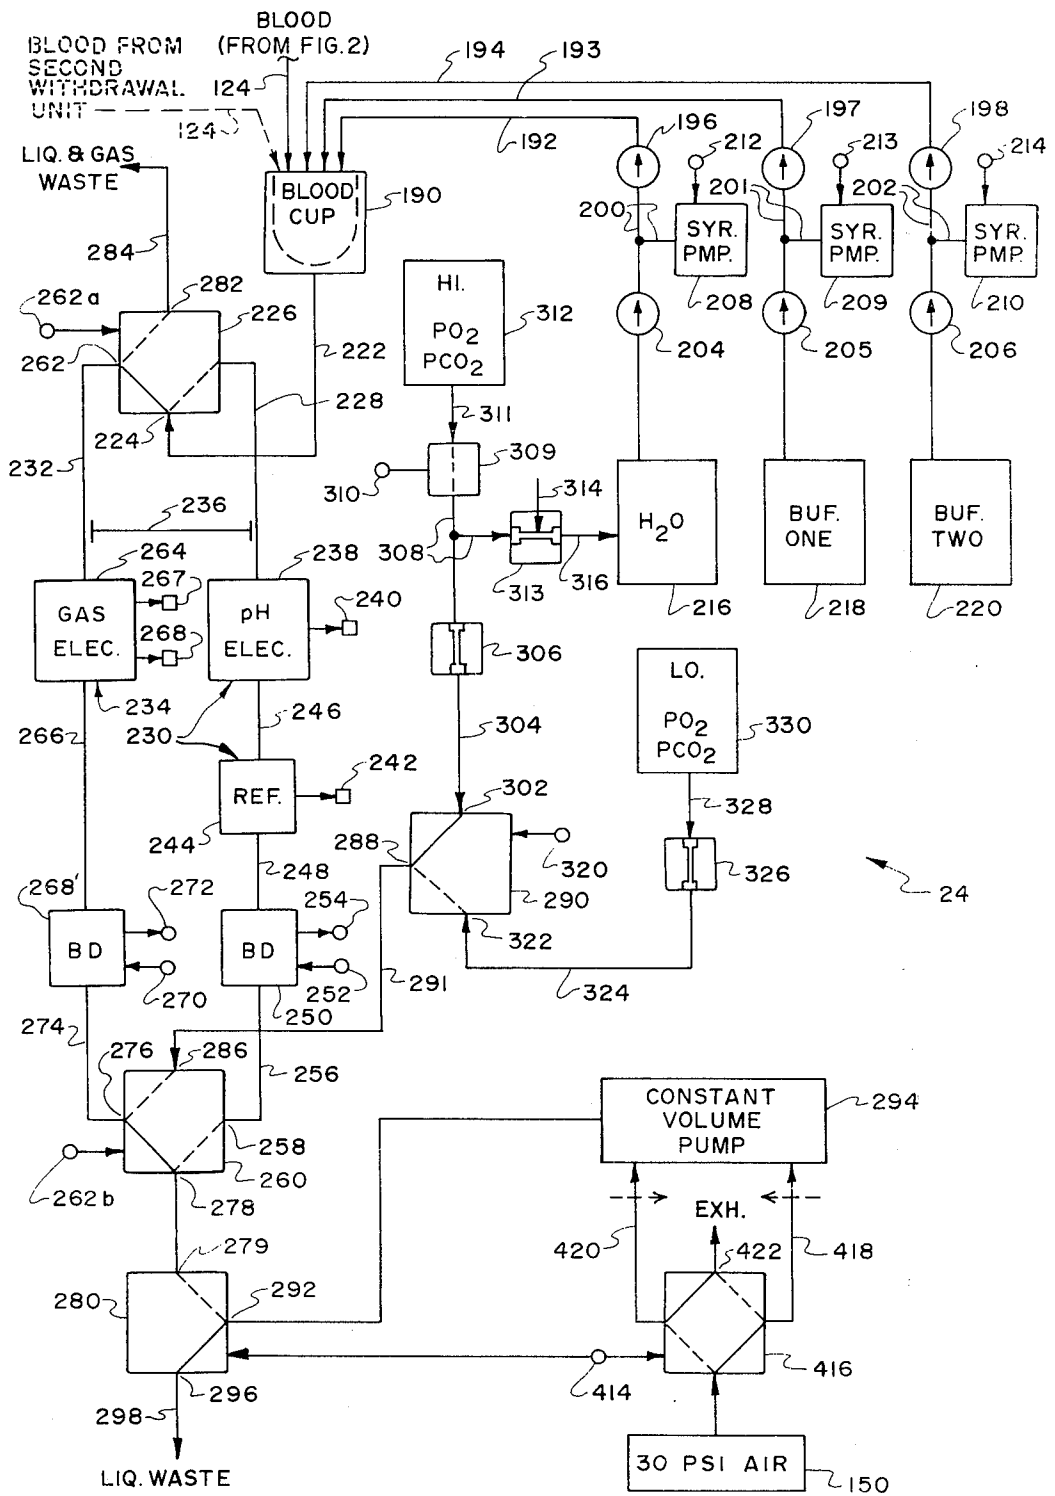 BLOOD
(FROM FIG.2)
BLOOD FROM
SECOND
WITHDRAWAL
UNIT
124
124
194
193
192
196
212
197
213
198
214
LIQ. & GAS
WASTE
BLOOD
CUP
190
200
201
202
SYR.
PMP.
SYR.
PMP.
SYR.
PMP.
208
209
210
284
282
262a
226
262
224
222
228
232
HI.
PO2
PCO2
312
204
205
206
311
309
310
236
264
267
238
240
268
GAS
ELEC.
pH
ELEC.
308
314
313
316
H2O
216
BUF.
ONE
218
BUF.
TWO
220
234
230
246
266
306
304
LO.
PO2
PCO2
330
REF.
242
244
248
302
288
320
290
322
328
326
24
268'
272
254
BD
BD
270
252
250
291
324
274
276
286
256
258
260
262b
278
CONSTANT
VOLUME
PUMP
294
EXH.
420
422
418
279
280
292
296
298
414
416
LIQ. WASTE
30 PSI AIR
150